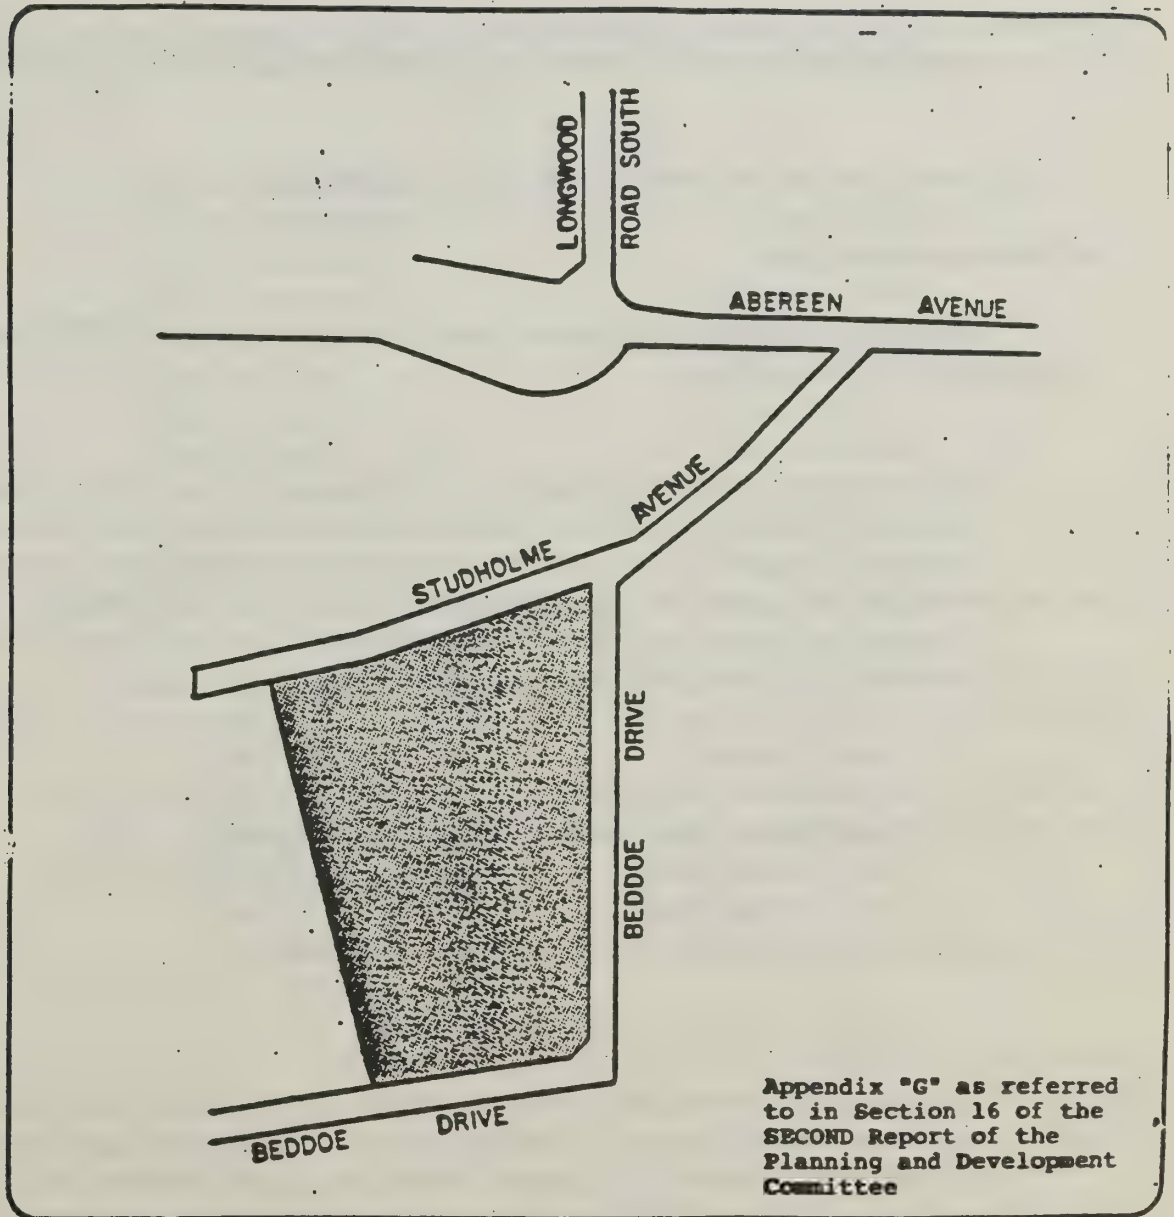 LONGWOOD
ROAD SOUTH
ABEREEN AVENUE
STUDHOLME AVENUE
BEDDOE DRIVE
BEDDOE DRIVE
Appendix "G" as referred
to in Section 16 of the
SECOND Report of the
Planning and Development
Committee